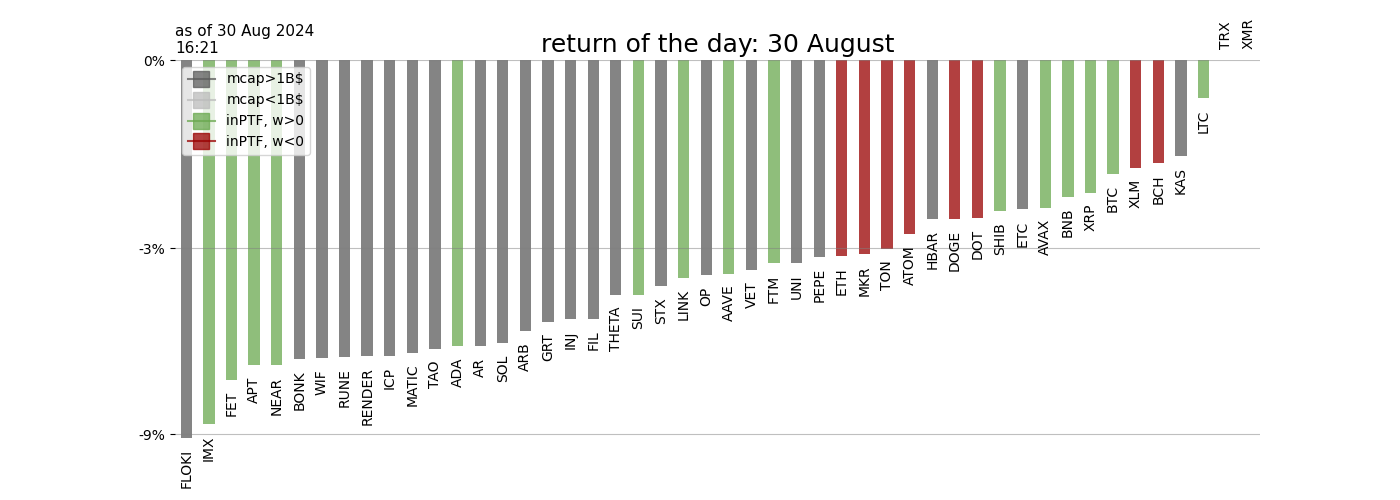 as of 30 Aug 2024
16:21
return of the day: 30 August
TRX
XMR
0%
-3%
-9%
mcap>1B$
mcap<1B$
inPTF, w>0
inPTF, w<0
FLOKI
IMX
FET
APT
NEAR
BONK
WIF
RUNE
RENDER
ICP
MATIC
TAO
ADA
AR
SOL
ARB
GRT
INJ
FIL
THETA
SUI
STX
LINK
OP
AAVE
VET
FTM
UNI
PEPE
ETH
MKR
TON
ATOM
HBAR
DOGE
DOT
SHIB
ETC
AVAX
BNB
XRP
BTC
XLM
BCH
KAS
LTC